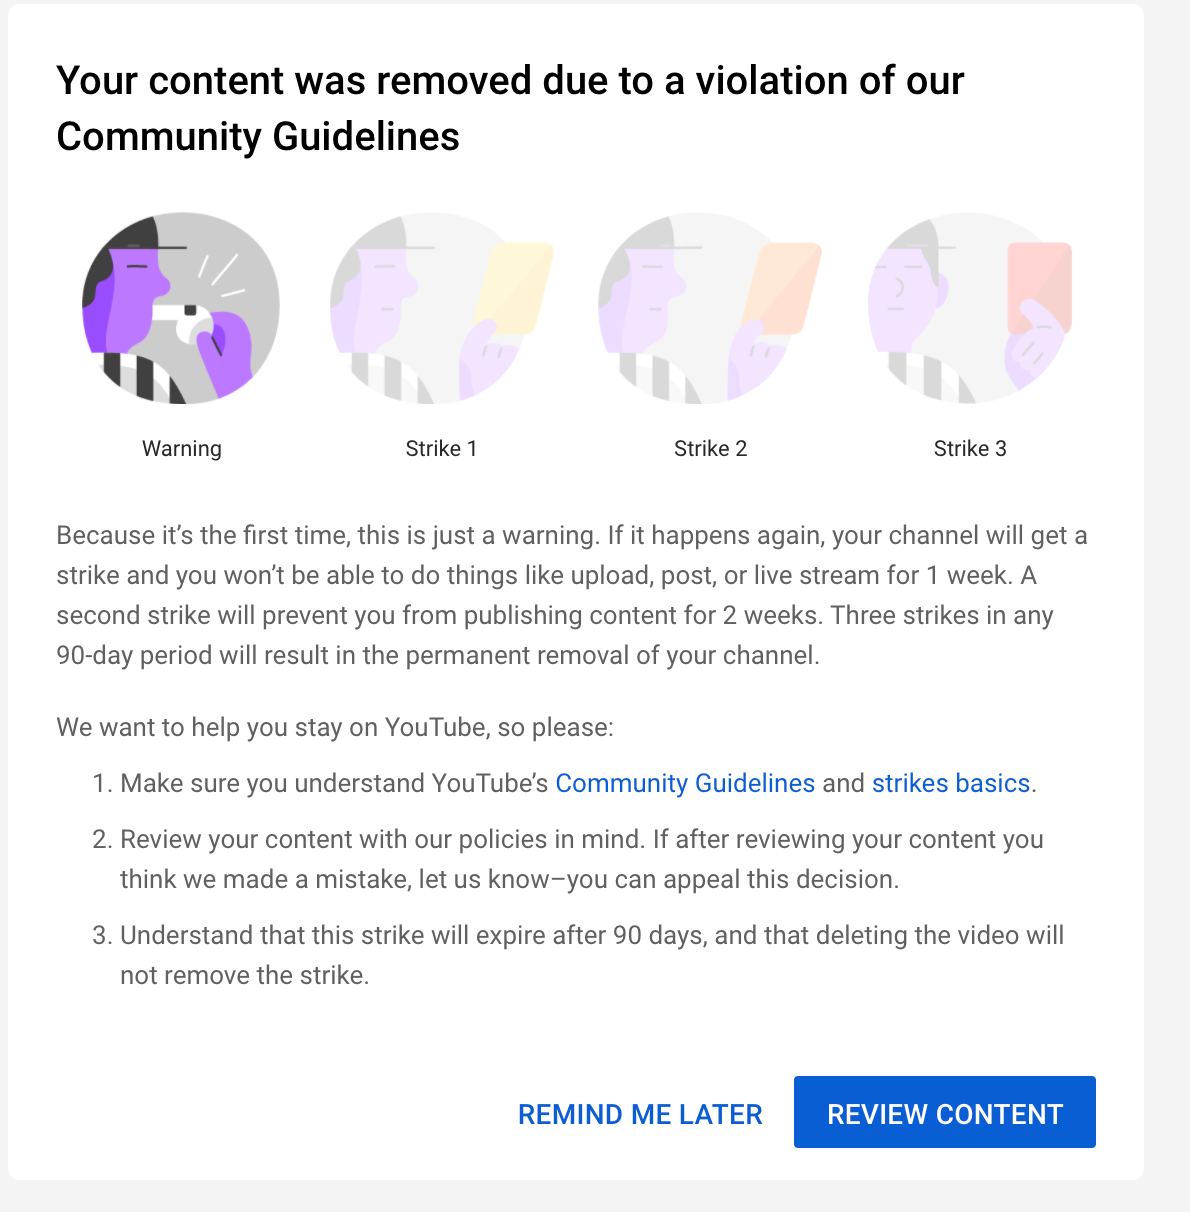 Your content was removed due to a violation of our
Community Guidelines
Warning
Strike 1
Strike 2
Strike 3
Because it’s the first time, this is just a warning. If it happens again, your channel will get a
strike and you won’t be able to do things like upload, post, or live stream for 1 week. A
second strike will prevent you from publishing content for 2 weeks. Three strikes in any
90-day period will result in the permanent removal of your channel.
We want to help you stay on YouTube, so please:
1. Make sure you understand YouTube’s Community Guidelines and strikes basics.
2. Review your content with our policies in mind. If after reviewing your content you
think we made a mistake, let us know–you can appeal this decision.
3. Understand that this strike will expire after 90 days, and that deleting the video will
not remove the strike.
REMIND ME LATER
REVIEW CONTENT